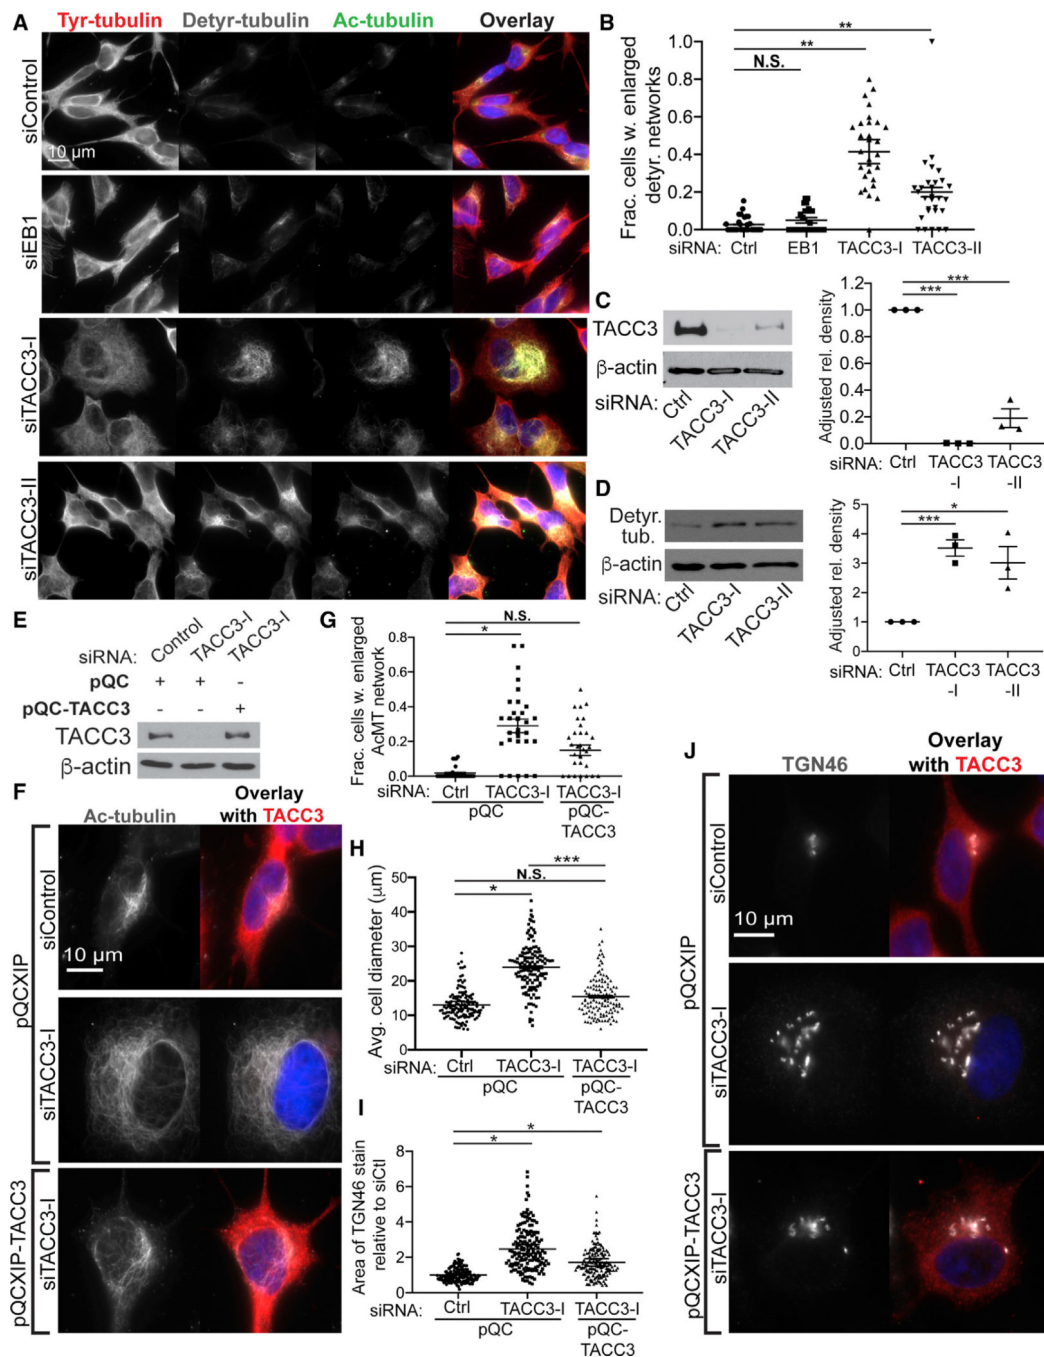 A
Tyr-tubulin Detyr-tubulin Ac-tubulin Overlay
siControl
10 µm
siEB1
siTACC3-I
siTACC3-II
B
** 
**
N.S.
Frac. cells w. enlarged
detyr. networks
1.0
0.8
0.6
0.4
0.2
0.0
siRNA: Ctrl EB1 TACC3-I TACC3-II
C
TACC3
β-actin
siRNA: Ctrl TACC3-I TACC3-II
***
***
Adjusted rel. density
1.2
1.0
0.8
0.6
0.4
0.2
0.0
siRNA: Ctrl TACC3 TACC3
-I -II
D
Detyr.
tub.
β-actin
siRNA: Ctrl TACC3-I TACC3-II
*
***
Adjusted rel. density
5
4
3
2
1
0
siRNA: Ctrl TACC3 TACC3
-I -II
E
siRNA: Control TACC3-I TACC3-I
pQC + + -
pQC-TACC3 - - +
TACC3
β-actin
F
Ac-tubulin Overlay
with TACC3
pQCXIP
siControl
10 µm
siTACC3-I
pQCXIP-TACC3
siTACC3-I
G
N.S.
*
Frac. cells w. enlarged
AcMT network
0.8
0.6
0.4
0.2
0.0
siRNA: Ctrl TACC3-I TACC3-I
pQC pQC-
TACC3
H
***
N.S.
*
Avg. cell diameter (µm)
50
40
30
20
10
0
siRNA: Ctrl TACC3-I TACC3-I
pQC pQC-
TACC3
I
*
*
Area of TGN46 stain
relative to siCtl
8
6
4
2
0
siRNA: Ctrl TACC3-I TACC3-I
pQC pQC-
TACC3
J
TGN46 Overlay
with TACC3
pQCXIP
siControl
10 µm
siTACC3-I
pQCXIP-TACC3
siTACC3-I